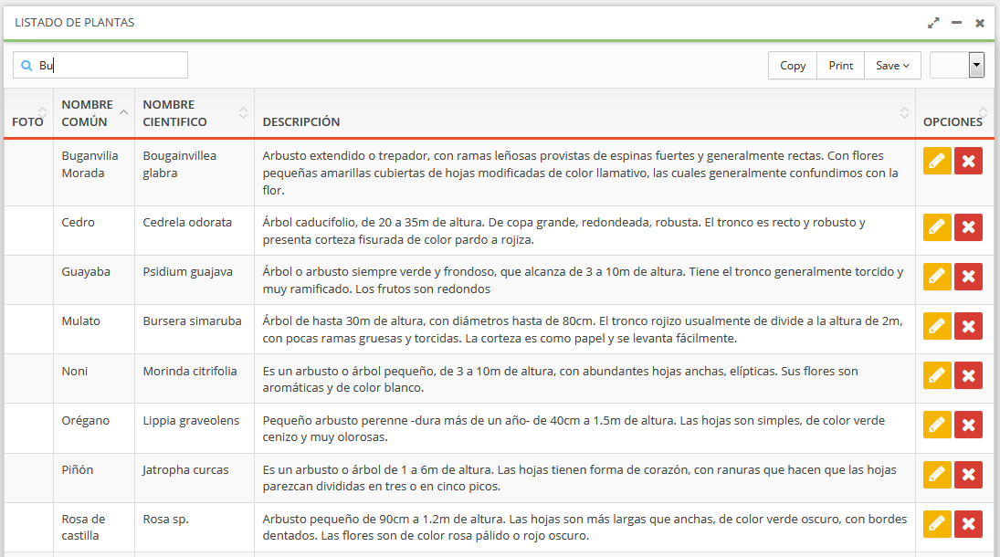 LISTADO DE PLANTAS
Bu
Copy Print Save
FOTO NOMBRE COMÚN NOMBRE CIENTIFICO DESCRIPCIÓN OPCIONES
Buganvilia Morada
Bougainvillea glabra
Arbusto extendido o trepador, con ramas leñosas provistas de espinas fuertes y generalmente rectas. Con flores
pequeñas amarillas cubiertas de hojas modificadas de color llamativo, las cuales generalmente confundimos con la
flor.
Cedro
Cedrela odorata
Árbol caducifolio, de 20 a 35m de altura. De copa grande, redondeada, robusta. El tronco es recto y robusto y
presenta corteza fisurada de color pardo a rojiza.
Guayaba
Psidium guajava
Árbol o arbusto siempre verde y frondoso, que alcanza de 3 a 10m de altura. Tiene el tronco generalmente torcido y
muy ramificado. Los frutos son redondos
Mulato
Bursera simaruba
Árbol de hasta 30m de altura, con diámetros hasta de 80cm. El tronco rojizo usualmente de divide a la altura de 2m,
con pocas ramas gruesas y torcidas. La corteza es como papel y se levanta fácilmente.
Noni
Morinda citrifolia
Es un arbusto o árbol pequeño, de 3 a 10m de altura, con abundantes hojas anchas, elípticas. Sus flores son
aromáticas y de color blanco.
Orégano
Lippia graveolens
Pequeño arbusto perenne -dura más de un año- de 40cm a 1.5m de altura. Las hojas son simples, de color verde
cenizo y muy olorosas.
Piñón
Jatropha curcas
Es un arbusto o árbol de 1 a 6m de altura. Las hojas tienen forma de corazón, con ranuras que hacen que las hojas
parezcan divididas en tres o en cinco picos.
Rosa de castilla
Rosa sp.
Arbusto pequeño de 90cm a 1.2m de altura. Las hojas son más largas que anchas, de color verde oscuro, con bordes
dentados. Las flores son de color rosa pálido o rojo oscuro.